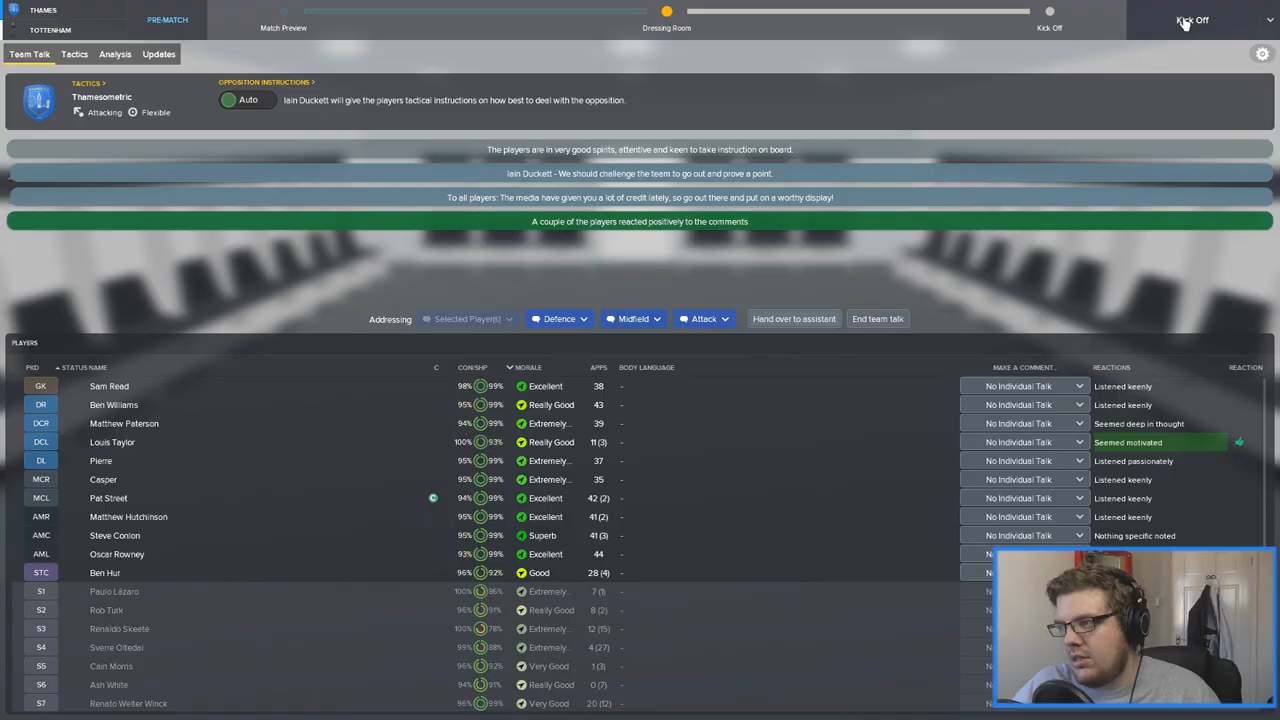 THAMES
TOTTENHAM
PRE-MATCH
Match Preview
Dressing Room
Kick Off
Kick Off
Team Talk Tactics Analysis Updates
TACTICS >
Thamesometric
Attacking Flexible
OPPOSITION INSTRUCTIONS >
Auto Iain Duckett will give the players tactical instructions on how best to deal with the opposition.
The players are in very good spirits, attentive and keen to take instruction on board.
Iain Duckett - We should challenge the team to go out and prove a point.
To all players: The media have given you a lot of credit lately, so go out there and put on a worthy display!
A couple of the players reacted positively to the comments
Addressing Selected Player(s) Defence Midfield Attack Hand over to assistant End team talk
PLAYERS
PKD STATUS NAME C CON/SHP MORALE APPS BODY LANGUAGE MAKE A COMMENT... REACTIONS REACTION
GK Sam Read 98% 99% Excellent 38 - No Individual Talk Listened keenly
DR Ben Williams 95% 99% Really Good 43 - No Individual Talk Listened keenly
DCR Matthew Paterson 94% 99% Extremely... 39 - No Individual Talk Seemed deep in thought
DCL Louis Taylor 100% 93% Really Good 11 (3) - No Individual Talk Seemed motivated
DL Pierre 95% 99% Extremely... 37 - No Individual Talk Listened passionately
MCR Casper 95% 99% Extremely... 35 - No Individual Talk Listened keenly
MCL Pat Street C 94% 99% Excellent 42 (2) - No Individual Talk Listened keenly
AMR Matthew Hutchinson 95% 99% Excellent 41 (2) - No Individual Talk Listened keenly
AMC Steve Conlon 95% 99% Superb 41 (3) - No Individual Talk Nothing specific noted
AML Oscar Rowney 93% 99% Excellent 44 -
STC Ben Hur 96% 92% Good 28 (4) -
S1 Paulo Lázaro 100% 86% Extremely... 7 (1) -
S2 Rob Turk 96% 91% Really Good 8 (2) -
S3 Renaldo Skeete 100% 78% Extremely... 12 (15) -
S4 Sverre Oltedal 99% 88% Extremely... 4 (27) -
S5 Cain Morris 96% 92% Very Good 1 (3) -
S6 Ash White 94% 91% Really Good 0 (7) -
S7 Renato Welter Winck 96% 99% Very Good 20 (12) -